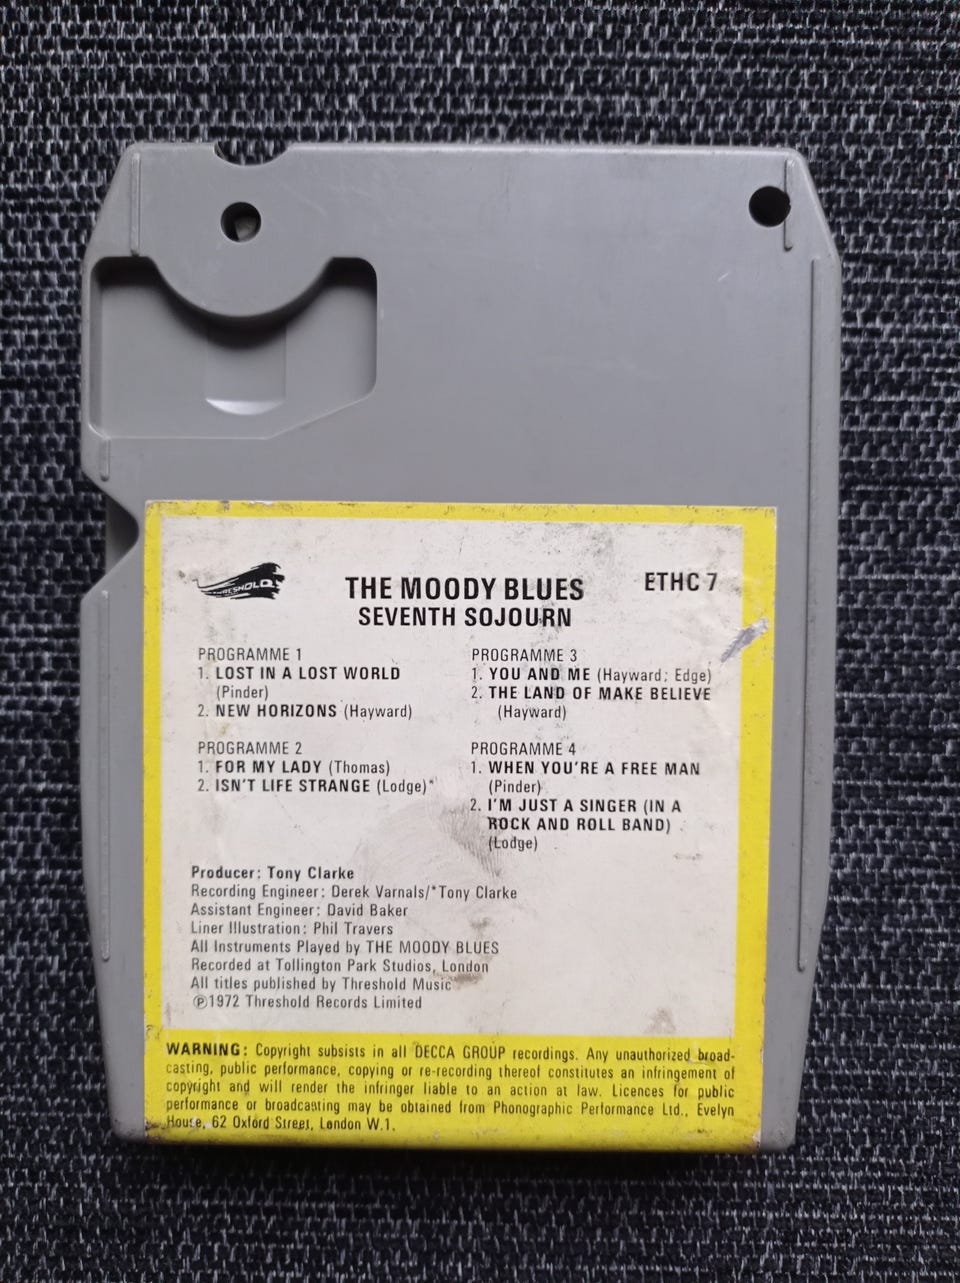 THRESHOLD
THE MOODY BLUES
ETHC 7
SEVENTH SOJOURN
PROGRAMME 1
1. LOST IN A LOST WORLD
(Pinder)
2. NEW HORIZONS (Hayward)
PROGRAMME 2
1. FOR MY LADY (Thomas)
2. ISN'T LIFE STRANGE (Lodge)*
PROGRAMME 3
1. YOU AND ME (Hayward; Edge)
2. THE LAND OF MAKE BELIEVE
(Hayward)
PROGRAMME 4
1. WHEN YOU'RE A FREE MAN
(Pinder)
2. I'M JUST A SINGER (IN A
ROCK AND ROLL BAND)
(Lodge)
Producer: Tony Clarke
Recording Engineer: Derek Varnals/*Tony Clarke
Assistant Engineer: David Baker
Liner Illustration: Phil Travers
All Instruments Played by THE MOODY BLUES
Recorded at Tollington Park Studios, London
All titles published by Threshold Music
℗1972 Threshold Records Limited
WARNING: Copyright subsists in all DECCA GROUP recordings. Any unauthorized broad-
casting, public performance, copying or re-recording thereof constitutes an infringement of
copyright and will render the infringer liable to an action at law. Licences for public
performance or broadcasting may be obtained from Phonographic Performance Ltd., Evelyn
House, 62 Oxford Street, London W.1.